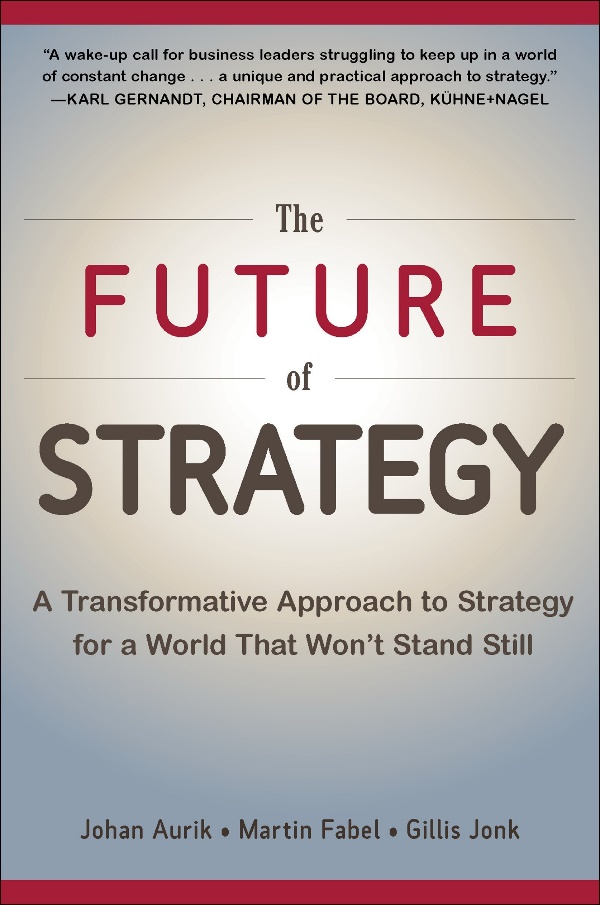 “A wake-up call for business leaders struggling to keep up in a world
of constant change . . . a unique and practical approach to strategy.”
—KARL GERNANDT, CHAIRMAN OF THE BOARD, KÜHNE+NAGEL
The
FUTURE
of
STRATEGY
A Transformative Approach to Strategy
for a World That Won’t Stand Still
Johan Aurik • Martin Fabel • Gillis Jonk